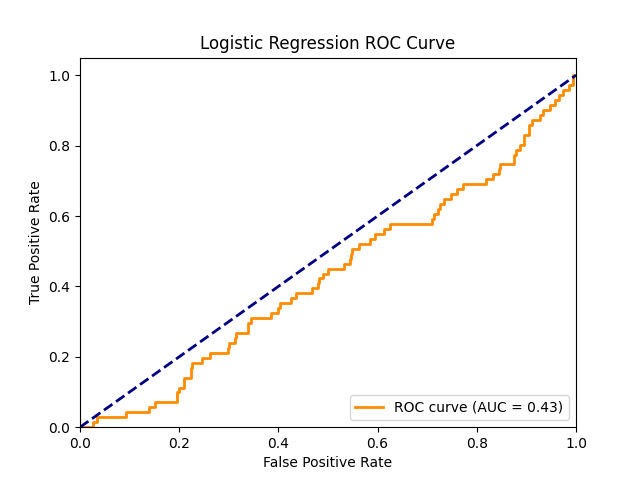 Logistic Regression ROC Curve
True Positive Rate
1.0
0.8
0.6
0.4
0.2
0.0
ROC curve (AUC = 0.43)
0.0 0.2 0.4 0.6 0.8 1.0
False Positive Rate